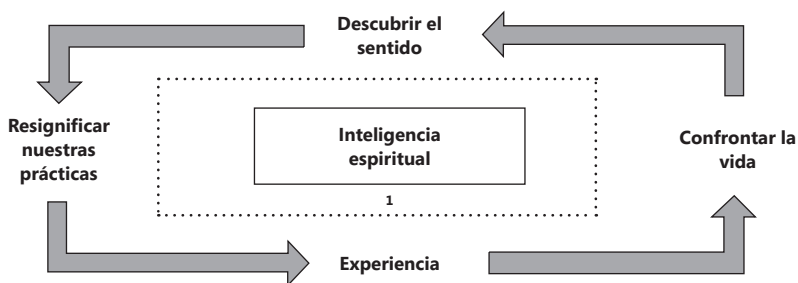 Descubrir el
sentido
Resignificar
nuestras
prácticas
Inteligencia
espiritual
1
Confrontar la
vida
Experiencia